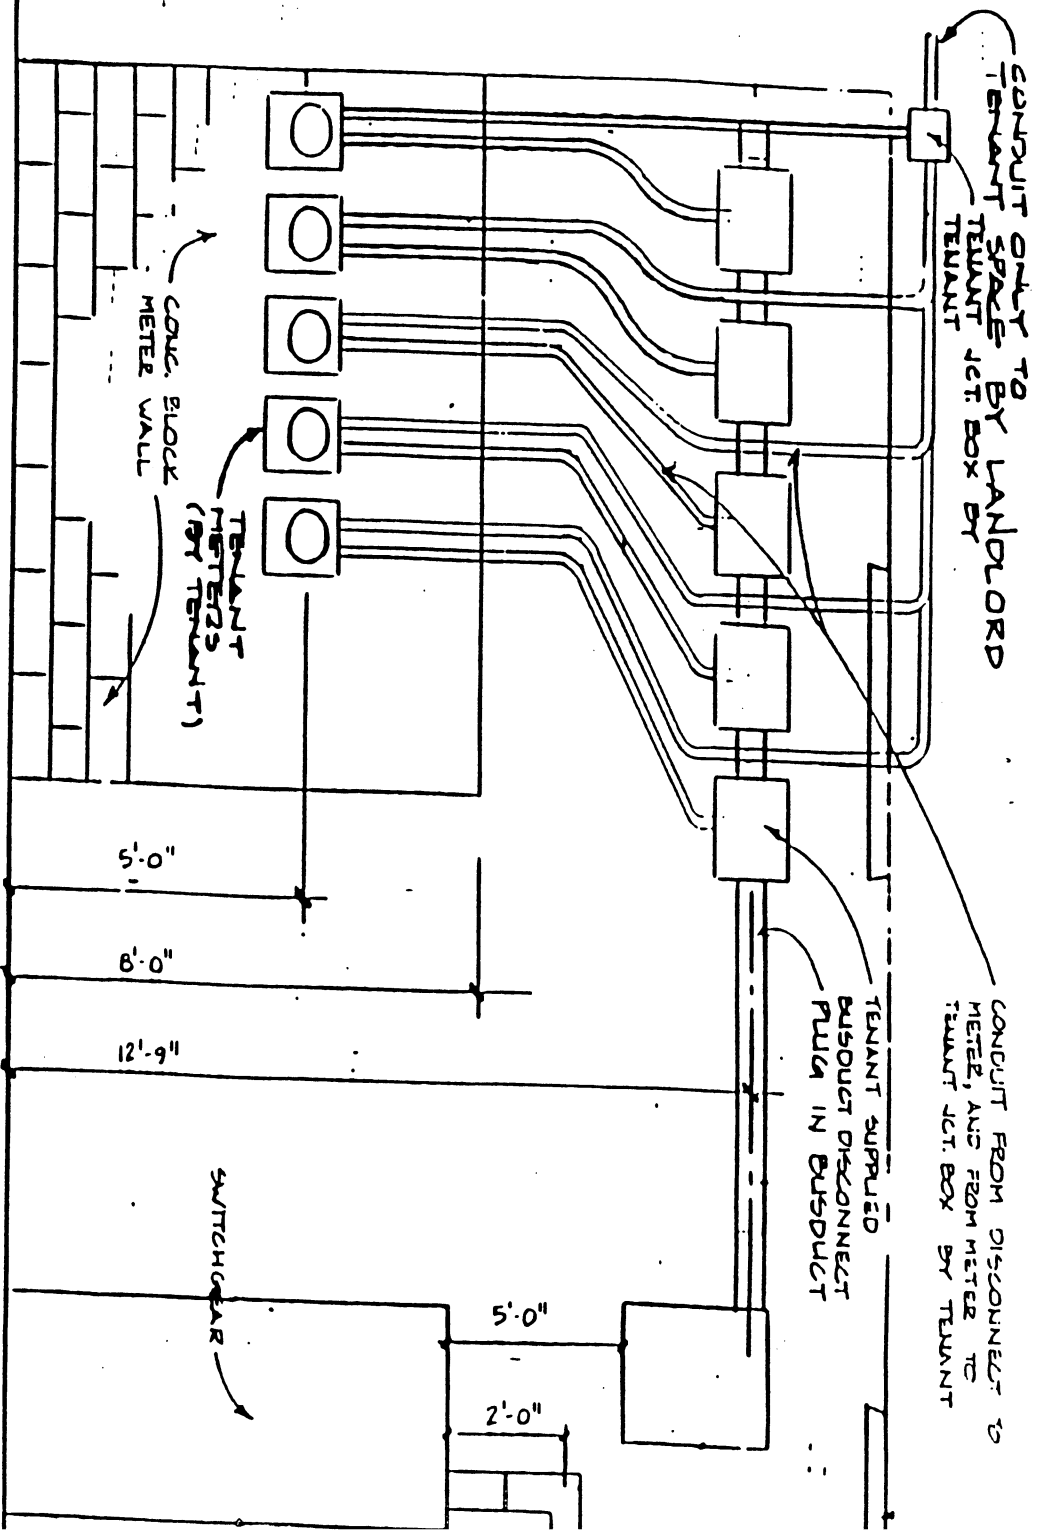 CONDUIT ONLY TO
TENANT SPACE BY LANDLORD
TENANT JCT. BOX BY
TENANT
CONDUIT FROM DISCONNECT TO
METER, AND FROM METER TO
TENANT JCT. BOX BY TENANT
TENANT SUPPLIED
BUSDUCT DISCONNECT
PLUG IN BUSDUCT
TENANT
METERS
(BY TENANT)
CONC. BLOCK
METER WALL
5'-0"
8'-0"
12'-9"
5'-0"
2'-0"
SWITCHGEAR